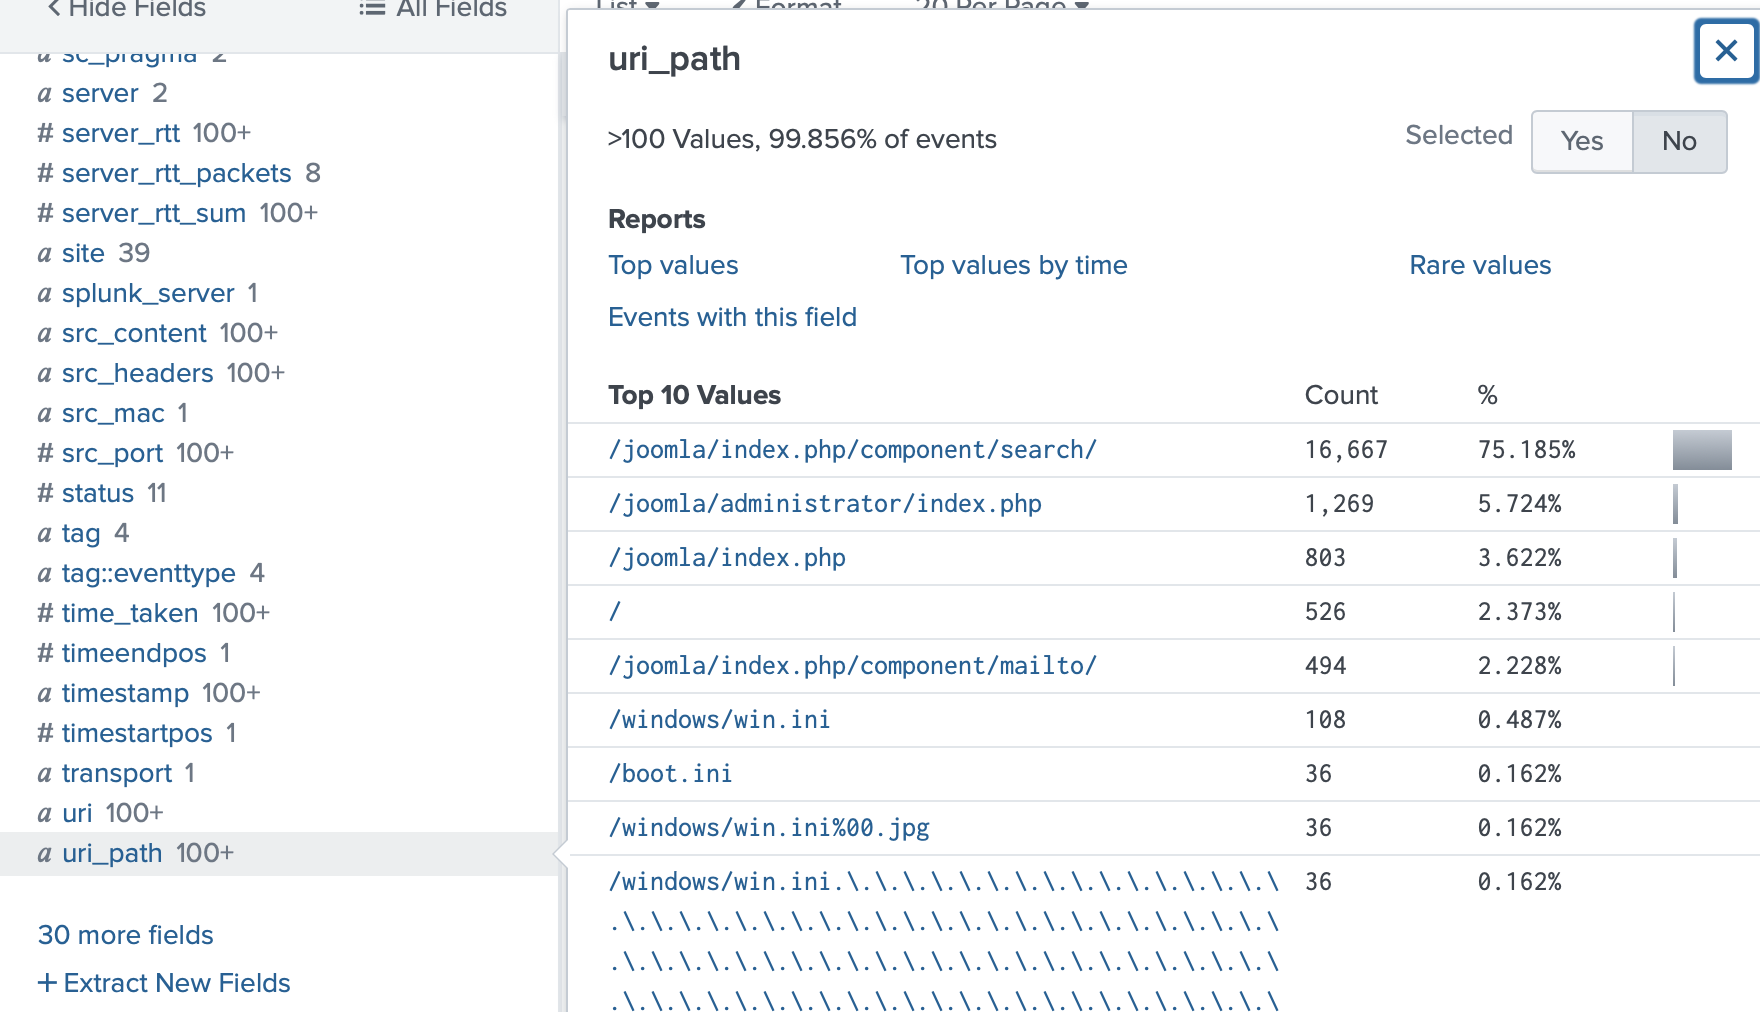 Hide Fields
All Fields
List
Format
20 Per Page
a sc_pragma 2
a server 2
# server_rtt 100+
# server_rtt_packets 8
# server_rtt_sum 100+
a site 39
a splunk_server 1
a src_content 100+
a src_headers 100+
a src_mac 1
# src_port 100+
# status 11
a tag 4
a tag::eventtype 4
# time_taken 100+
# timeendpos 1
a timestamp 100+
# timestartpos 1
a transport 1
a uri 100+
a uri_path 100+
30 more fields
+ Extract New Fields
uri_path
>100 Values, 99.856% of events
Selected Yes No
Reports
Top values Top values by time Rare values
Events with this field
Top 10 Values Count %
/joomla/index.php/component/search/ 16,667 75.185%
/joomla/administrator/index.php 1,269 5.724%
/joomla/index.php 803 3.622%
/ 526 2.373%
/joomla/index.php/component/mailto/ 494 2.228%
/windows/win.ini 108 0.487%
/boot.ini 36 0.162%
/windows/win.ini%00.jpg 36 0.162%
/windows/win.ini.\.\.\.\.\.\.\.\.\.\.\.\.\.\.\.\ 36 0.162%
.\.\.\.\.\.\.\.\.\.\.\.\.\.\.\.\.\.\.\.\.\.\.\.\
.\.\.\.\.\.\.\.\.\.\.\.\.\.\.\.\.\.\.\.\.\.\.\.\
.\.\.\.\.\.\.\.\.\.\.\.\.\.\.\.\.\.\.\.\.\.\.\.\